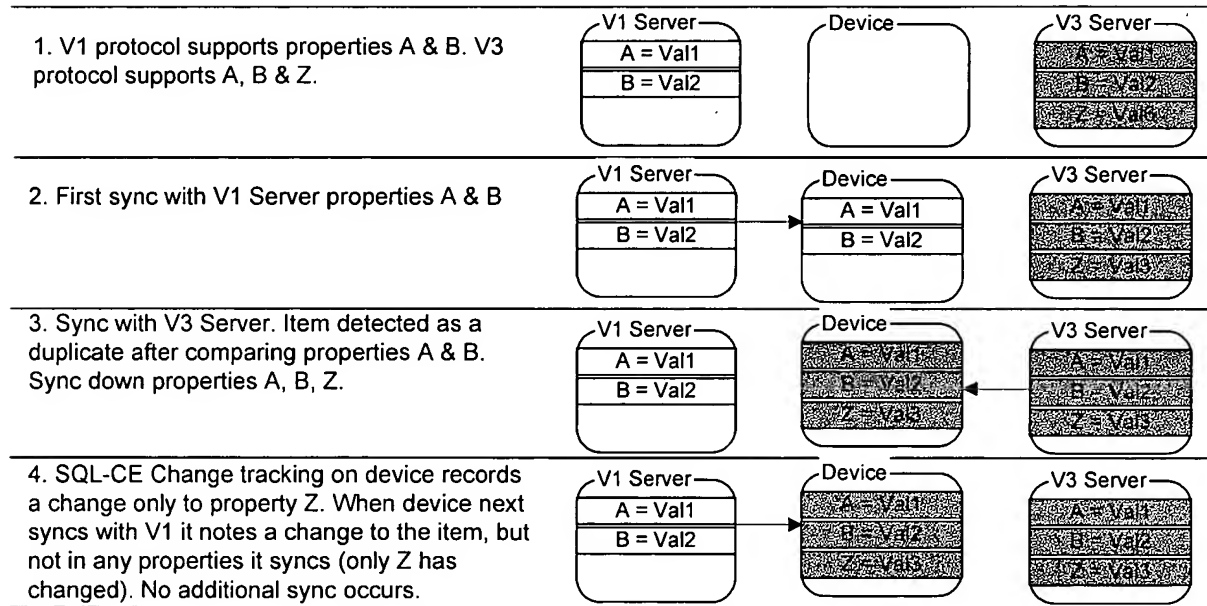 1. V1 protocol supports properties A & B. V3
protocol supports A, B & Z.
V1 Server
A = Val1
B = Val2
Device
V3 Server
A = Val1
B = Val2
Z =
2. First sync with V1 Server properties A & B
V1 Server
A = Val1
B = Val2
Device
A = Val1
B = Val2
V3 Server
A = Val1
B = Val2
Z = Val3
3. Sync with V3 Server. Item detected as a
duplicate after comparing properties A & B.
Sync down properties A, B, Z.
V1 Server
A = Val1
B = Val2
Device
A = Val1
B = Val2
Z = Val3
V3 Server
A = Val1
B = Val2
Z = Val3
4. SQL-CE Change tracking on device records
a change only to property Z. When device next
syncs with V1 it notes a change to the item, but
not in any properties it syncs (only Z has
changed). No additional sync occurs.
V1 Server
A = Val1
B = Val2
Device
A = Val1
B = Val2
Z = Val3
V3 Server
A = Val1
B = Val2
Z =